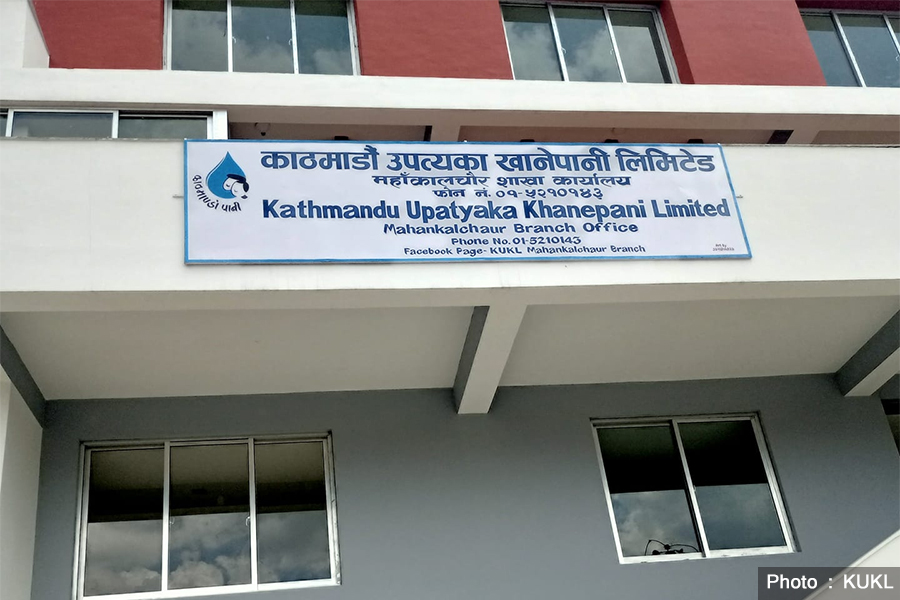 काठमाडौं उपत्यका खानेपानी लिमिटेड
महाँकालचौर शाखा कार्यालय
फोन नं. ०१-५२१०१४३
Kathmandu Upatyaka Khanepani Limited
Mahankalchaur Branch Office
Phone No. 01-5210143
Facebook Page- KUKL Mahankalchaur Branch
Photo : KUKL